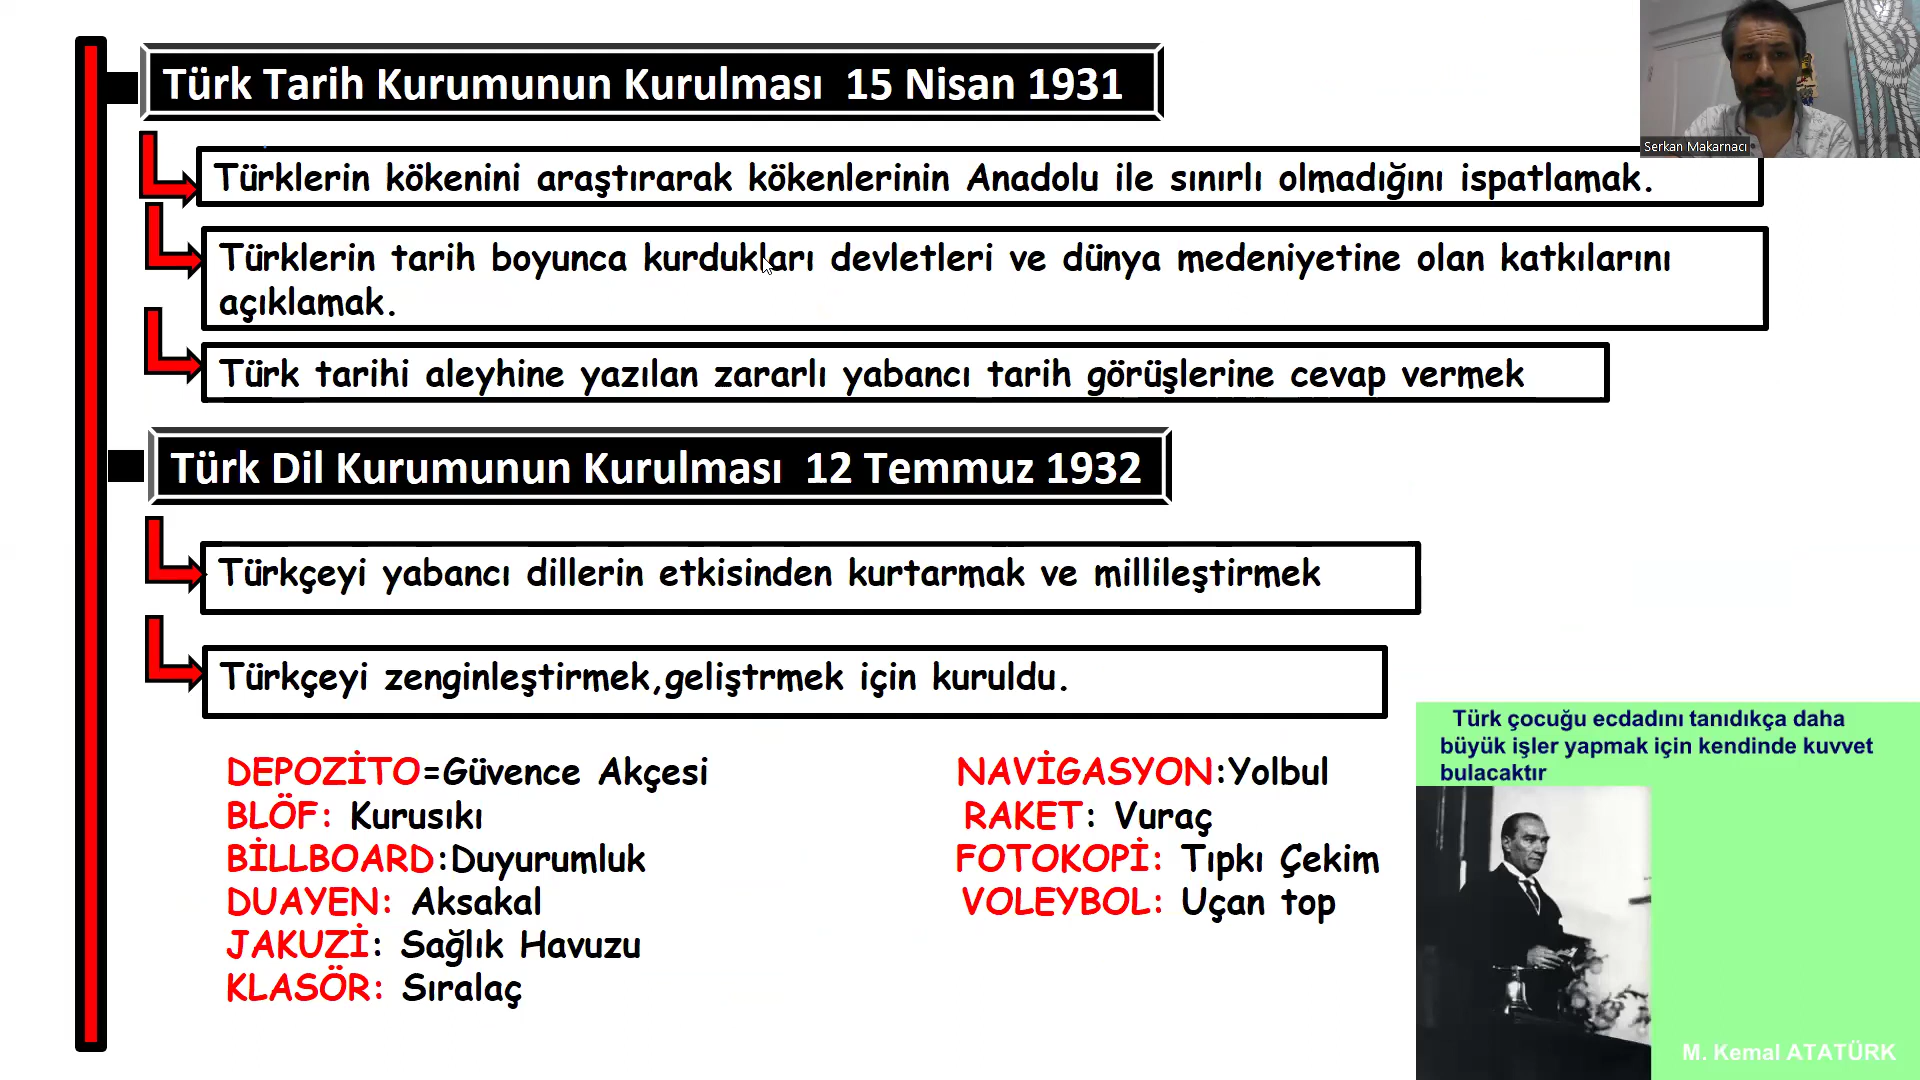 Türk Tarih Kurumunun Kurulması 15 Nisan 1931
Serkan Makarnacı
Türklerin kökenini araştırarak kökenlerinin Anadolu ile sınırlı olmadığını ispatlamak.
Türklerin tarih boyunca kurdukları devletleri ve dünya medeniyetine olan katkılarını
açıklamak.
Türk tarihi aleyhine yazılan zararlı yabancı tarih görüşlerine cevap vermek
Türk Dil Kurumunun Kurulması 12 Temmuz 1932
Türkçeyi yabancı dillerin etkisinden kurtarmak ve millileştirmek
Türkçeyi zenginleştirmek,geliştrmek için kuruldu.
DEPOZİTO=Güvence Akçesi
BLÖF: Kurusıkı
BİLLBOARD:Duyurumluk
DUAYEN: Aksakal
JAKUZİ: Sağlık Havuzu
KLASÖR: Sıralaç
NAVİGASYON:Yolbul
RAKET: Vuraç
FOTOKOPİ: Tıpkı Çekim
VOLEYBOL: Uçan top
Türk çocuğu ecdadını tanıdıkça daha
büyük işler yapmak için kendinde kuvvet
bulacaktır
M. Kemal ATATÜRK